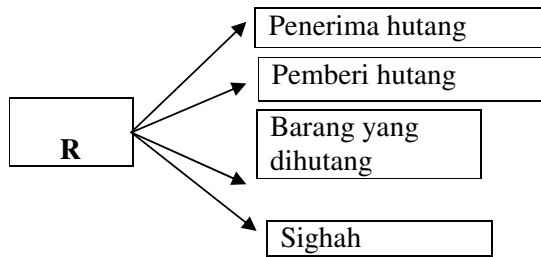 Penerima hutang
Pemberi hutang
R
Barang yang
dihutang
Sighah